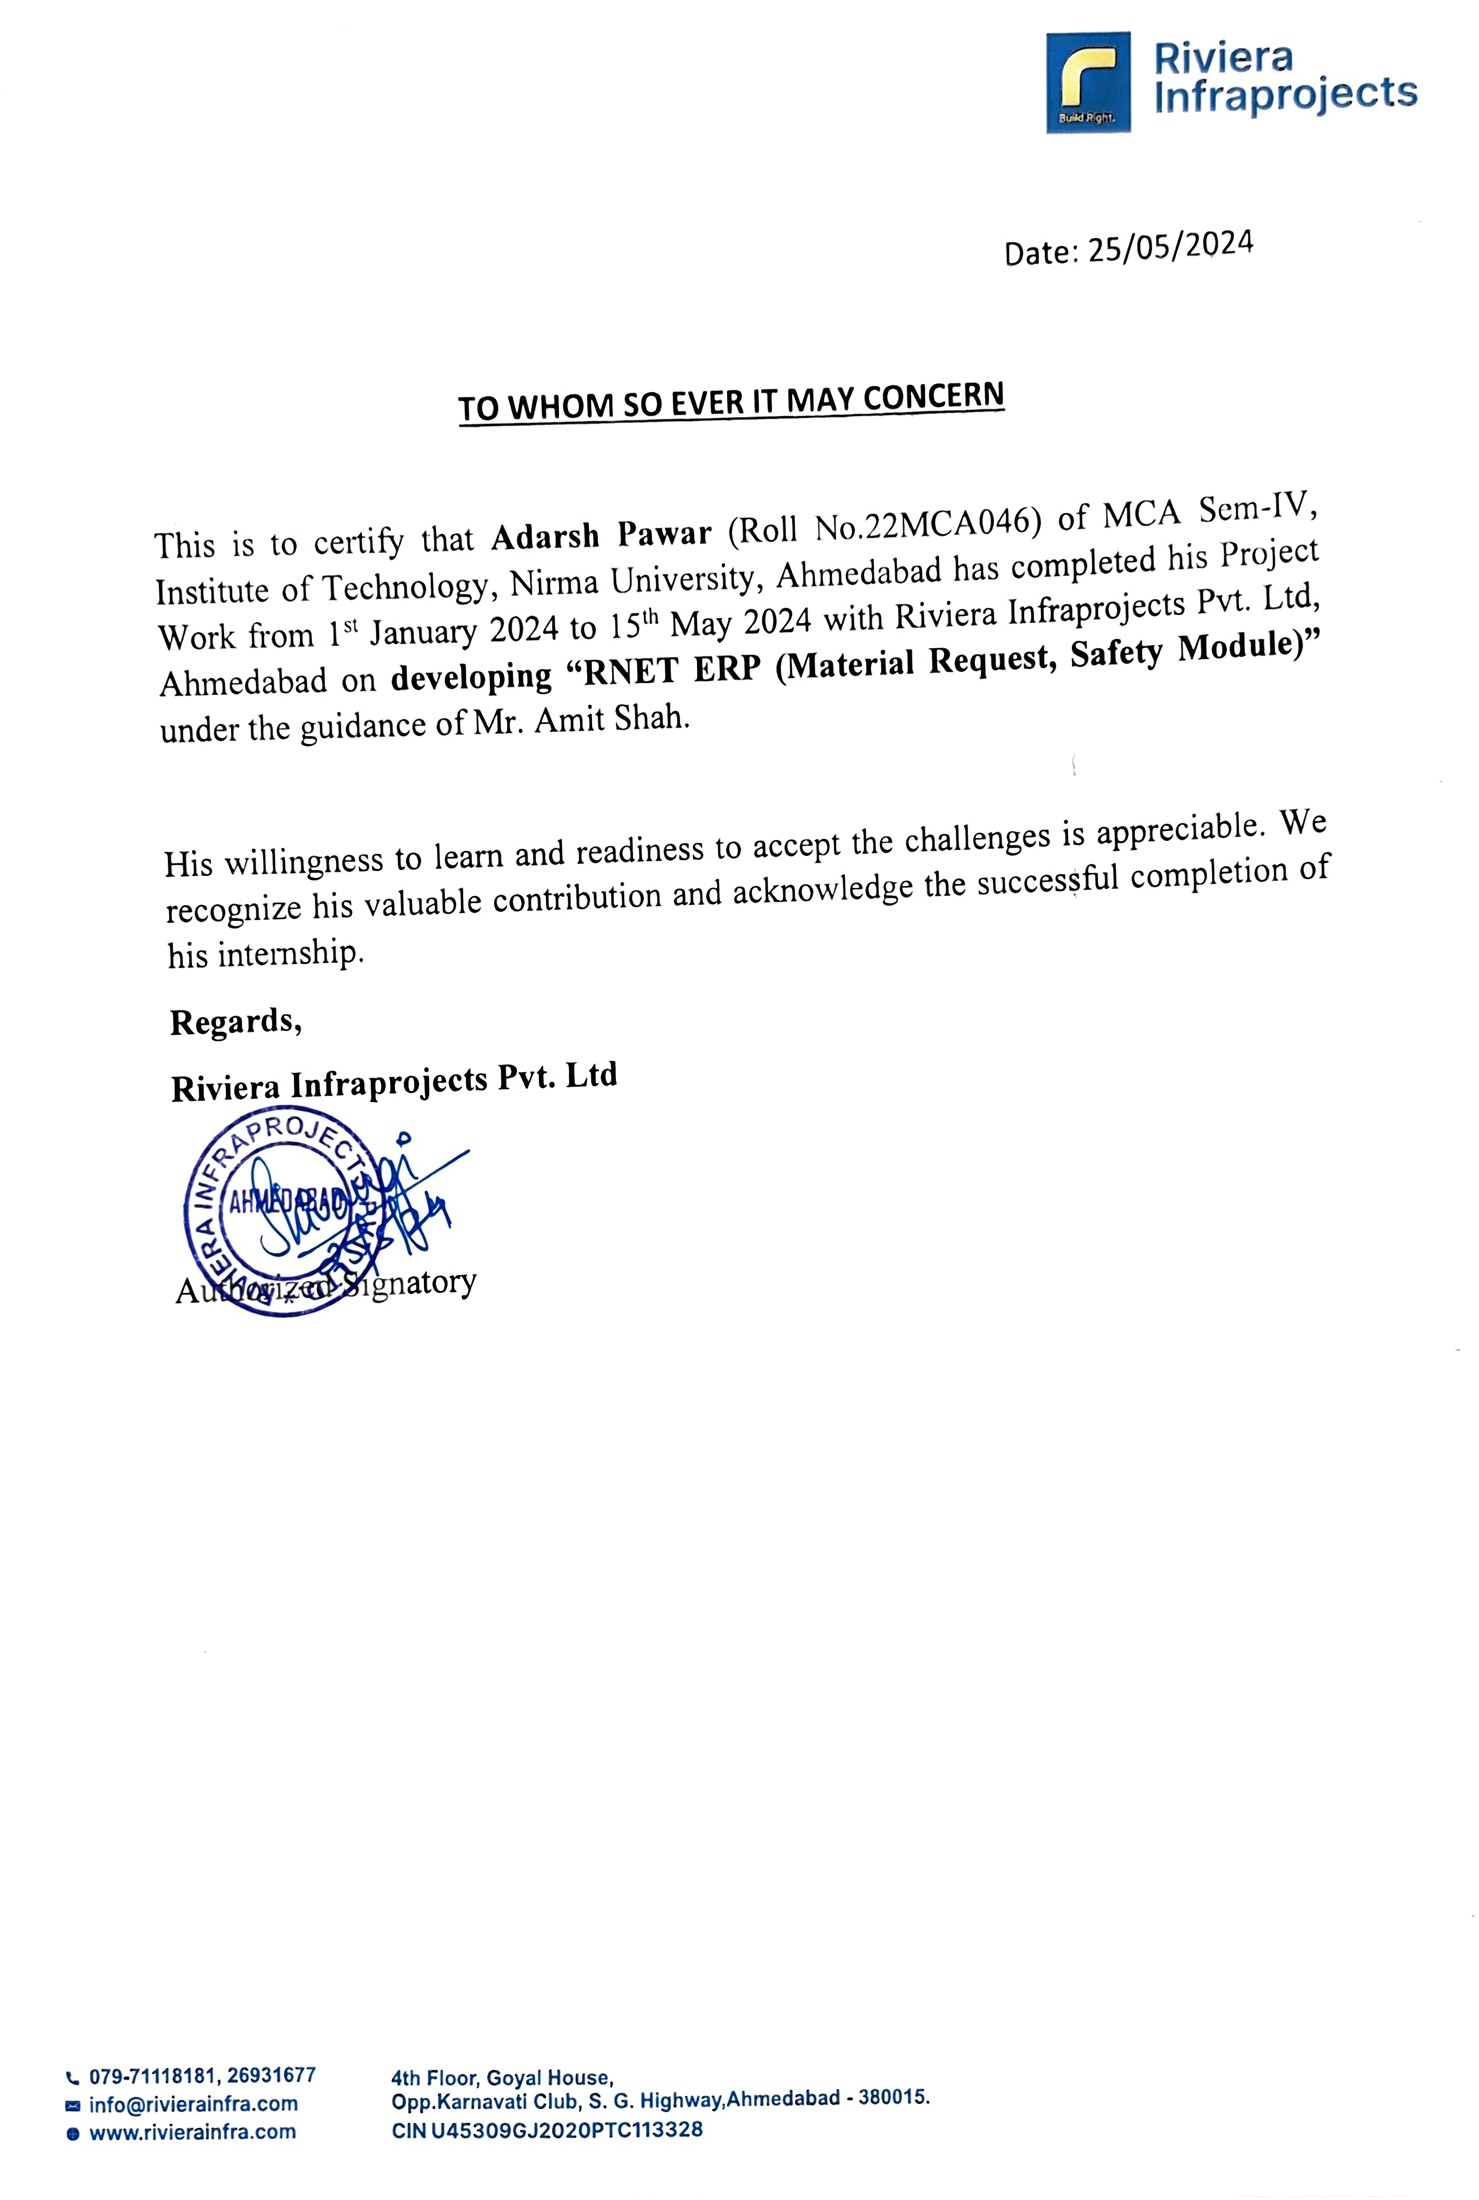 Riviera
Infraprojects
Build Right.
Date: 25/05/2024
TO WHOM SO EVER IT MAY CONCERN
This is to certify that Adarsh Pawar (Roll No.22MCA046) of MCA Sem-IV,
Institute of Technology, Nirma University, Ahmedabad has completed his Project
Work from 1st January 2024 to 15th May 2024 with Riviera Infraprojects Pvt. Ltd,
Ahmedabad on developing “RNET ERP (Material Request, Safety Module)”
under the guidance of Mr. Amit Shah.
His willingness to learn and readiness to accept the challenges is appreciable. We
recognize his valuable contribution and acknowledge the successful completion of
his internship.
Regards,
Riviera Infraprojects Pvt. Ltd
RIVIERA INFRAPROJECTS PVT. LTD
AHMEDABAD
Authorized Signatory
079-71118181, 26931677
info@rivierainfra.com
www.rivierainfra.com
4th Floor, Goyal House,
Opp.Karnavati Club, S. G. Highway,Ahmedabad - 380015.
CIN U45309GJ2020PTC113328